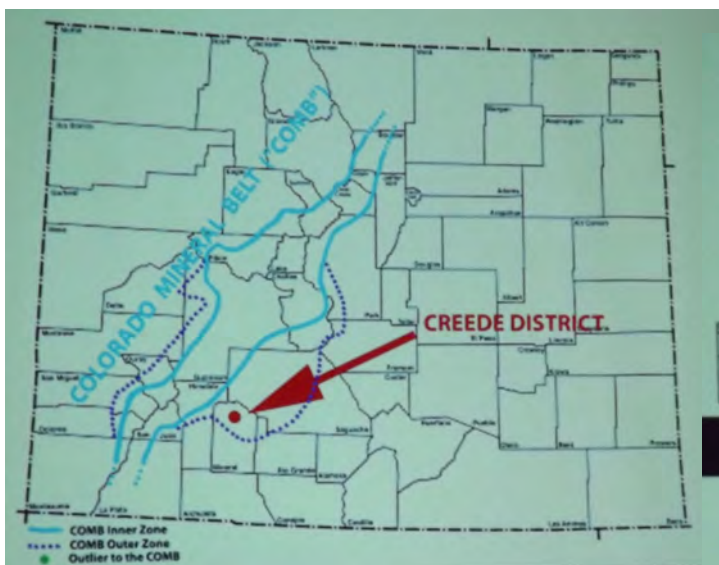 Moffat
Jackson
Larimer
Weld
Logan
Sedgwick
Phillips
Rio Blanco
Morgan
Washington
Yuma
Boulder
Eagle
Garfield
Adams
Arapahoe
Mesa
Pitkin
Lake
Douglas
Elbert
Kit Carson
Delta
Park
Teller
El Paso
Lincoln
COLORADO MINERAL BELT ("COMB")
CREEDE DISTRICT
Montrose
Ouray
Gunnison
Hinsdale
Fremont
Custer
Crowley
Kiowa
San Miguel
Dolores
San Juan
Saguache
Huerfano
Pueblo
Otero
Bent
Prowers
Mineral
Rio Grande
Alamosa
Montezuma
La Plata
Archuleta
Conejos
Costilla
Las Animas
Baca
COMB Inner Zone
COMB Outer Zone
Outlier to the COMB